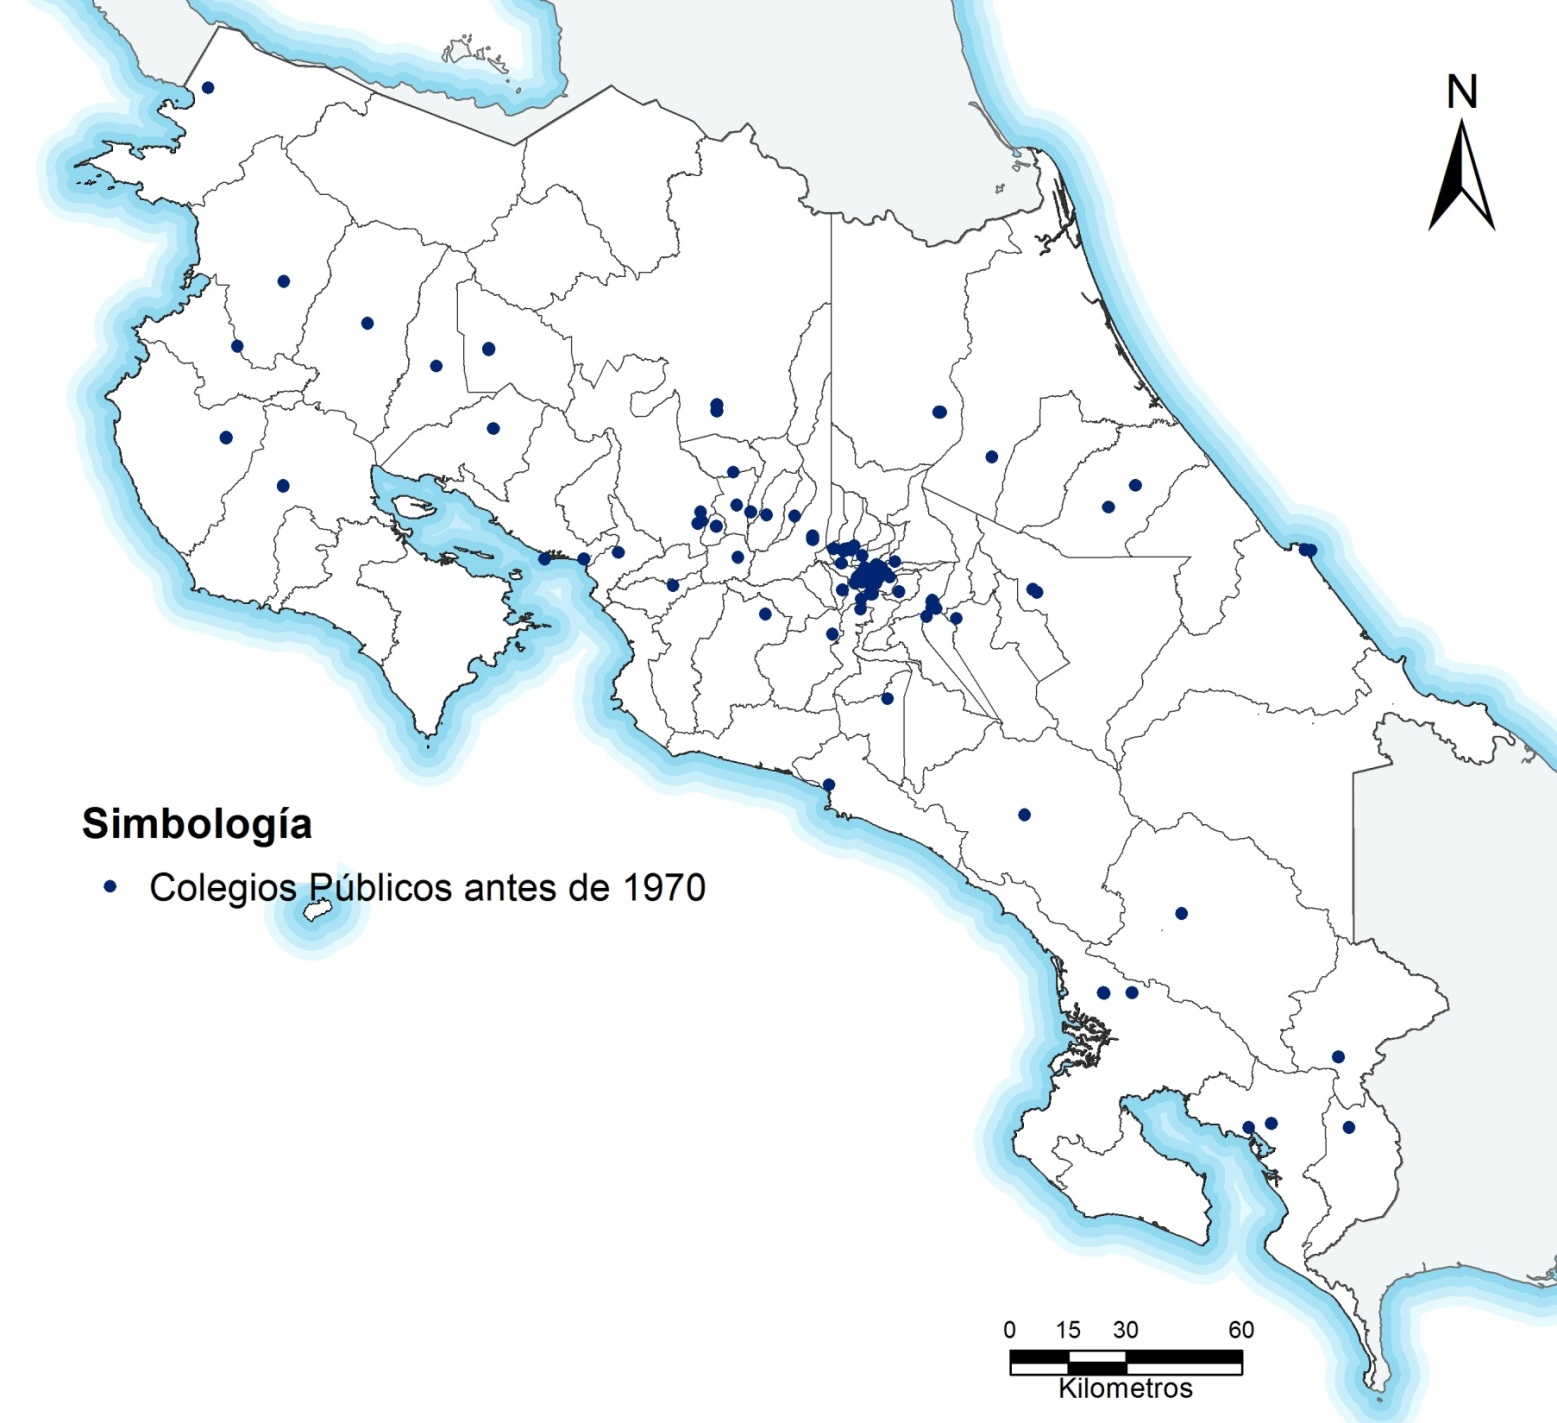 N
Simbología
Colegios Públicos antes de 1970
0 15 30 60
Kilometros